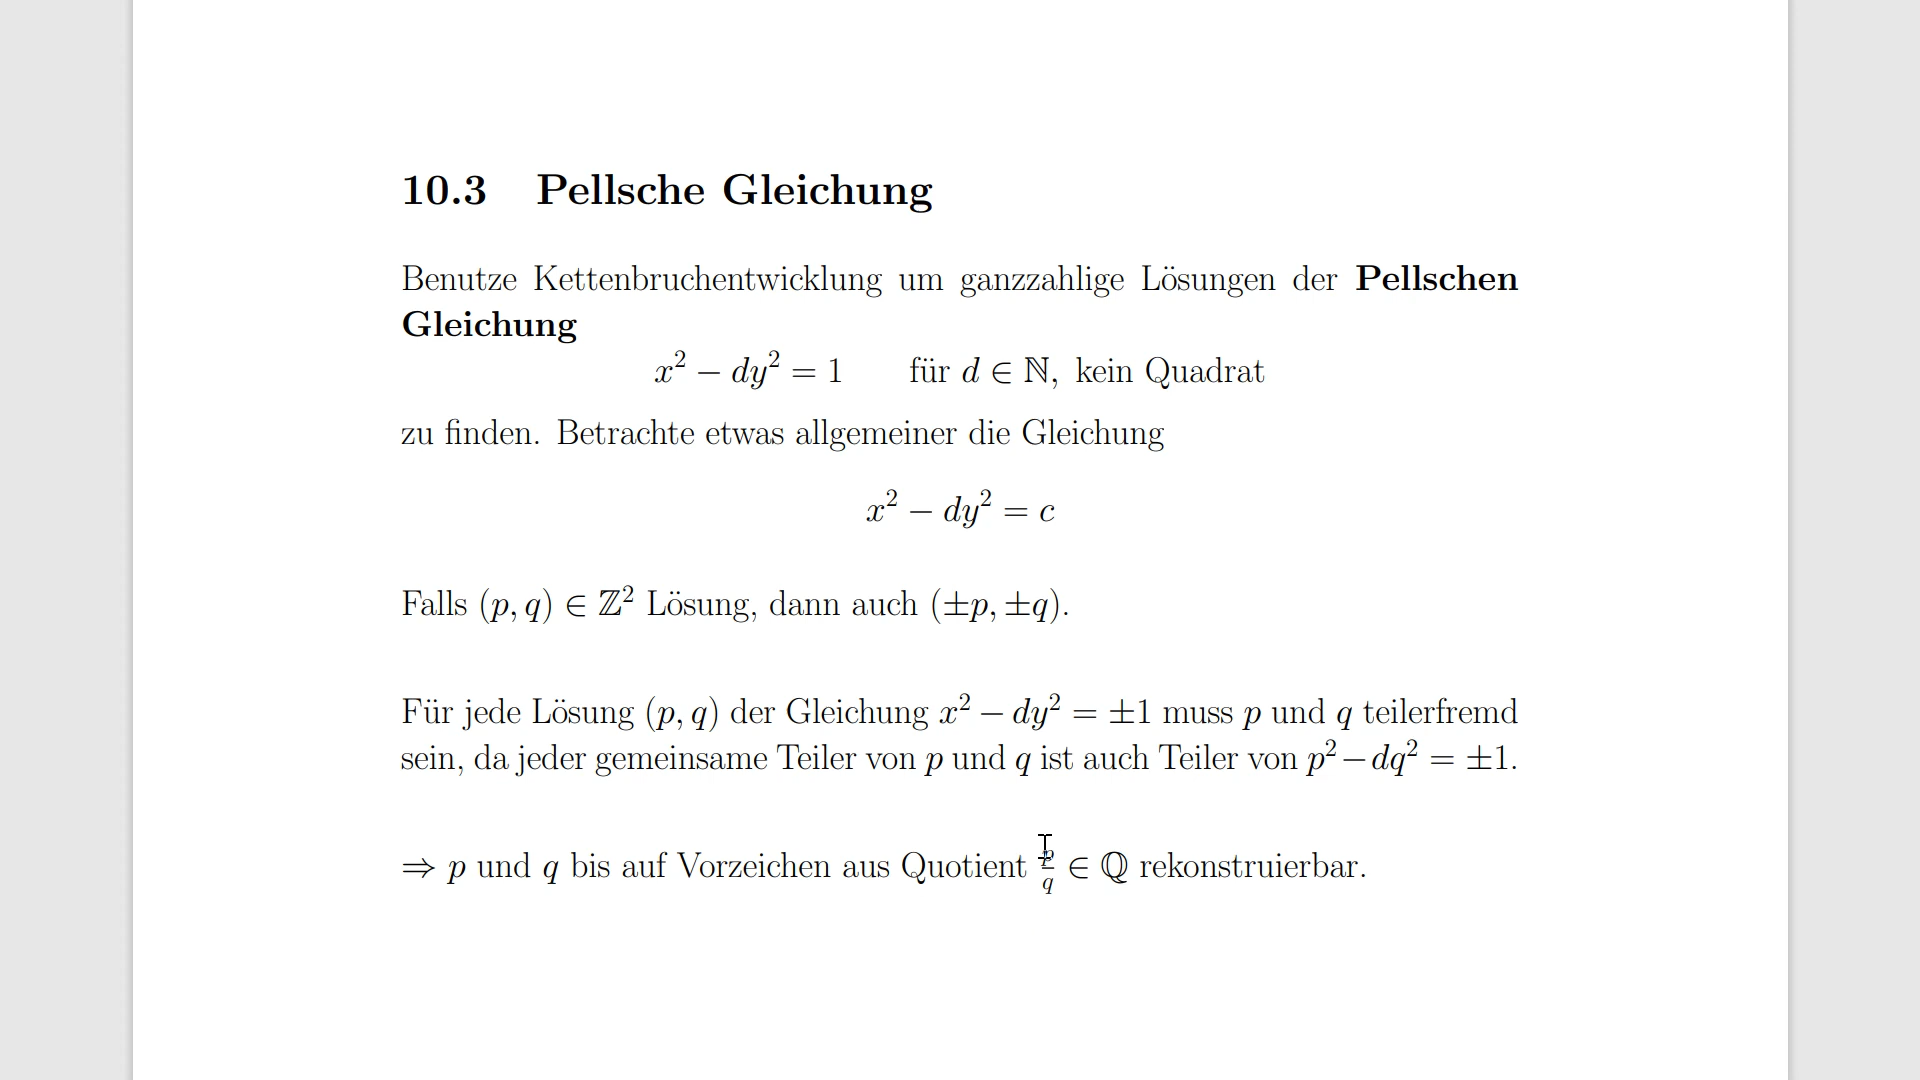 10.3 Pellsche Gleichung
Benutze Kettenbruchentwicklung um ganzzahlige Lösungen der Pellschen
Gleichung
x² − dy² = 1 für d ∈ ℕ, kein Quadrat
zu finden. Betrachte etwas allgemeiner die Gleichung
x² − dy² = c
Falls (p, q) ∈ ℤ² Lösung, dann auch (±p, ±q).
Für jede Lösung (p, q) der Gleichung x² − dy² = ±1 muss p und q teilerfremd
sein, da jeder gemeinsame Teiler von p und q ist auch Teiler von p² − dq² = ±1.
⇒ p und q bis auf Vorzeichen aus Quotient p/q ∈ ℚ rekonstruierbar.